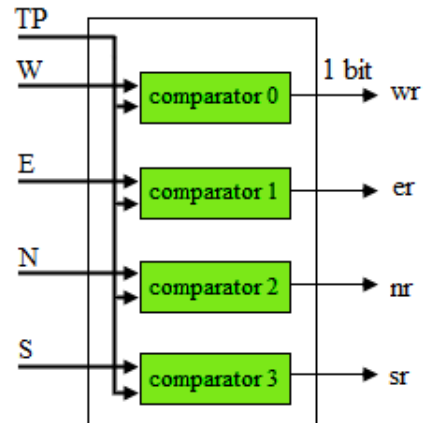 TP
W
1 bit
comparator 0
wr
E
comparator 1
er
N
comparator 2
nr
S
comparator 3
sr